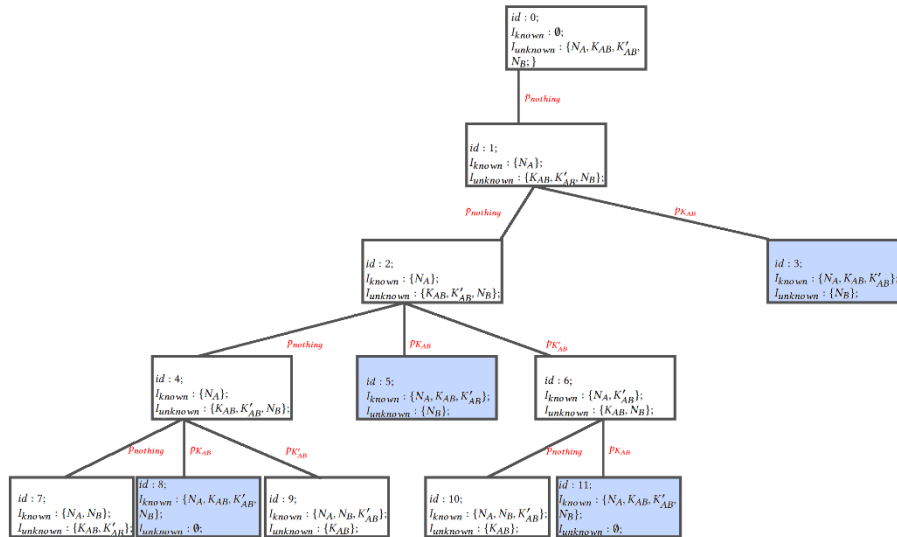 id : 0;
I_known : ∅;
I_unknown : {N_A, K_AB, K′_AB,
N_B; }
p_nothing
id : 1;
I_known : {N_A};
I_unknown : {K_AB, K′_AB, N_B};
p_nothing
p_K_AB
id : 2;
I_known : {N_A};
I_unknown : {K_AB, K′_AB, N_B};
id : 3;
I_known : {N_A, K_AB, K′_AB};
I_unknown : {N_B};
p_nothing
p_K_AB
p_K′_AB
id : 4;
I_known : {N_A};
I_unknown : {K_AB, K′_AB, N_B};
id : 5;
I_known : {N_A, K_AB, K′_AB};
I_unknown : {N_B};
id : 6;
I_known : {N_A, K′_AB};
I_unknown : {K_AB, N_B};
p_nothing
p_K_AB
p_K′_AB
p_nothing
p_K_AB
id : 7;
I_known : {N_A, N_B};
I_unknown : {K_AB, K′_AB};
id : 8;
I_known : {N_A, K_AB, K′_AB,
N_B};
I_unknown : ∅;
id : 9;
I_known : {N_A, N_B, K′_AB};
I_unknown : {K_AB};
id : 10;
I_known : {N_A, N_B, K′_AB};
I_unknown : {K_AB};
id : 11;
I_known : {N_A, K_AB, K′_AB,
N_B};
I_unknown : ∅;